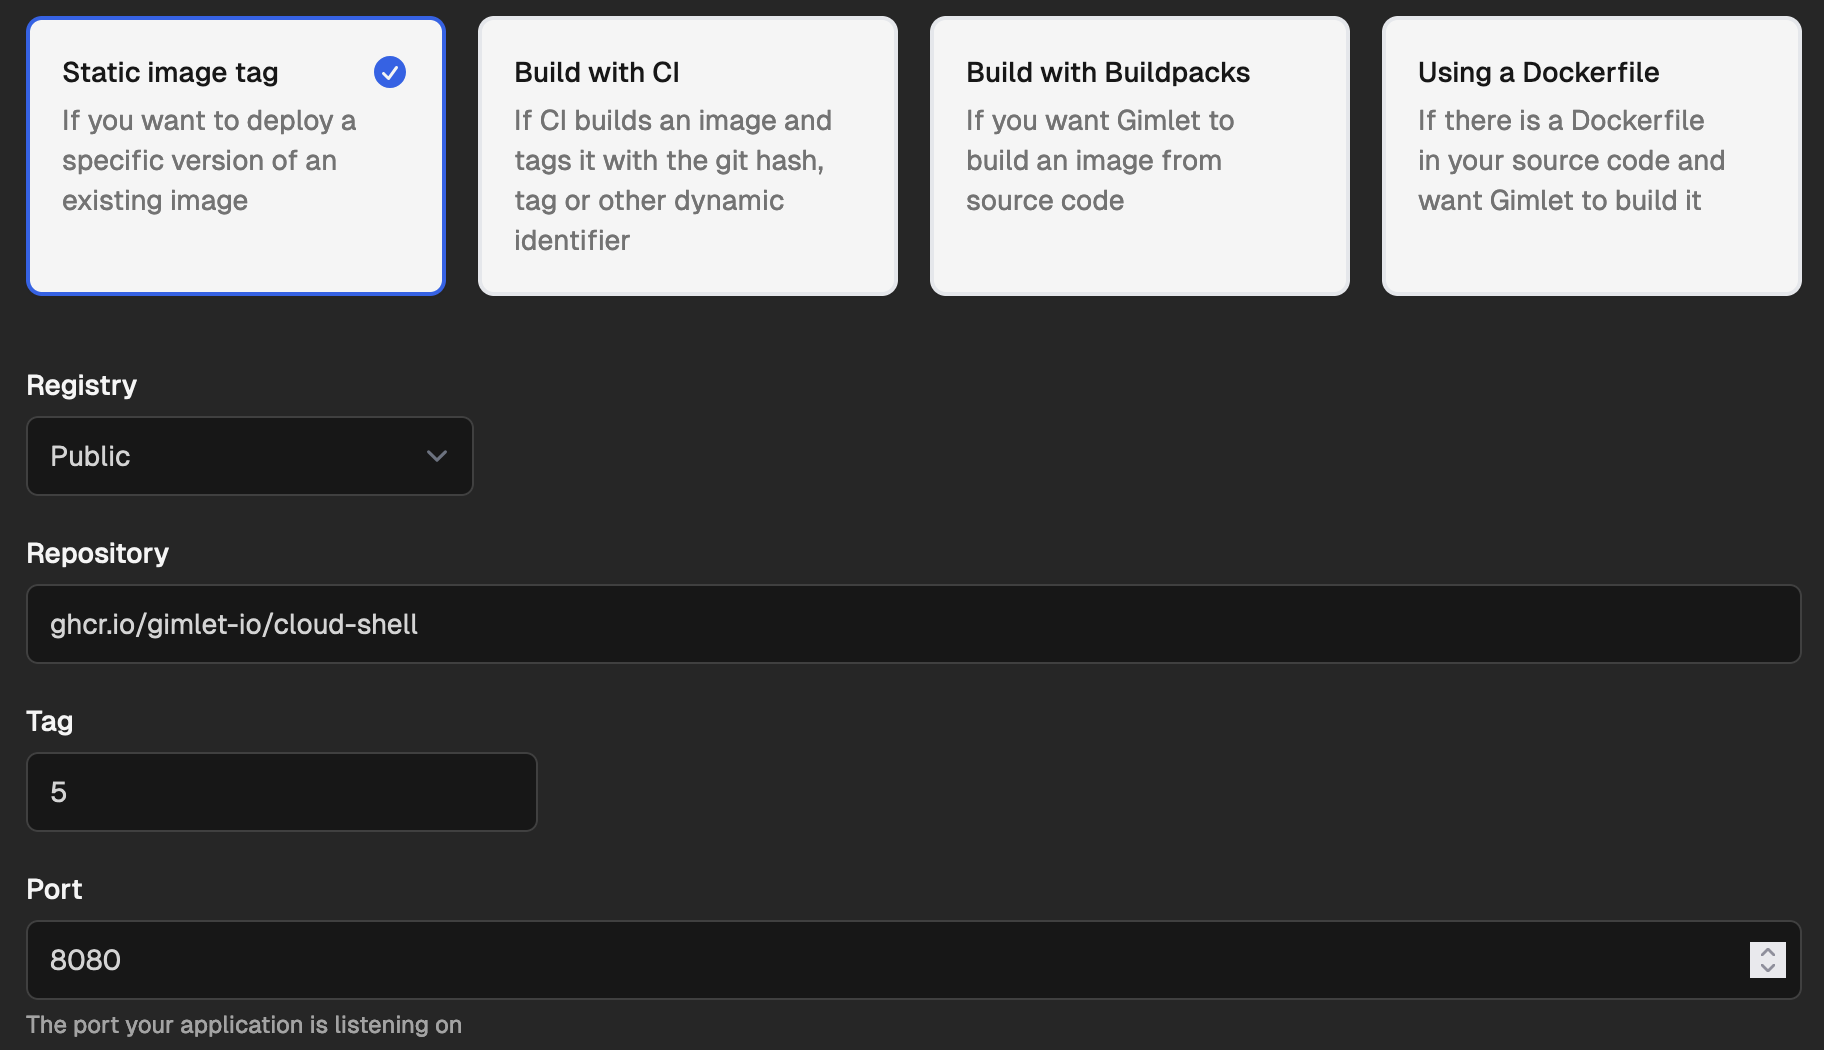 Static image tag
If you want to deploy a
specific version of an
existing image
Build with CI
If CI builds an image and
tags it with the git hash,
tag or other dynamic
identifier
Build with Buildpacks
If you want Gimlet to
build an image from
source code
Using a Dockerfile
If there is a Dockerfile
in your source code and
want Gimlet to build it
Registry
Public
Repository
ghcr.io/gimlet-io/cloud-shell
Tag
5
Port
8080
The port your application is listening on